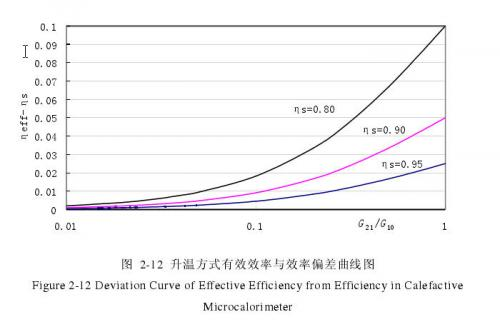 0.1
0.09
0.08
0.07
0.06
0.05
0.04
0.03
0.02
0.01
0
ηeff-ηs
ηs=0.80
ηs=0.90
ηs=0.95
0.01
0.1
G21/G10
1
图 2-12 升温方式有效效率与效率偏差曲线图
Figure 2-12 Deviation Curve of Effective Efficiency from Efficiency in Calefactive
Microcalorimeter